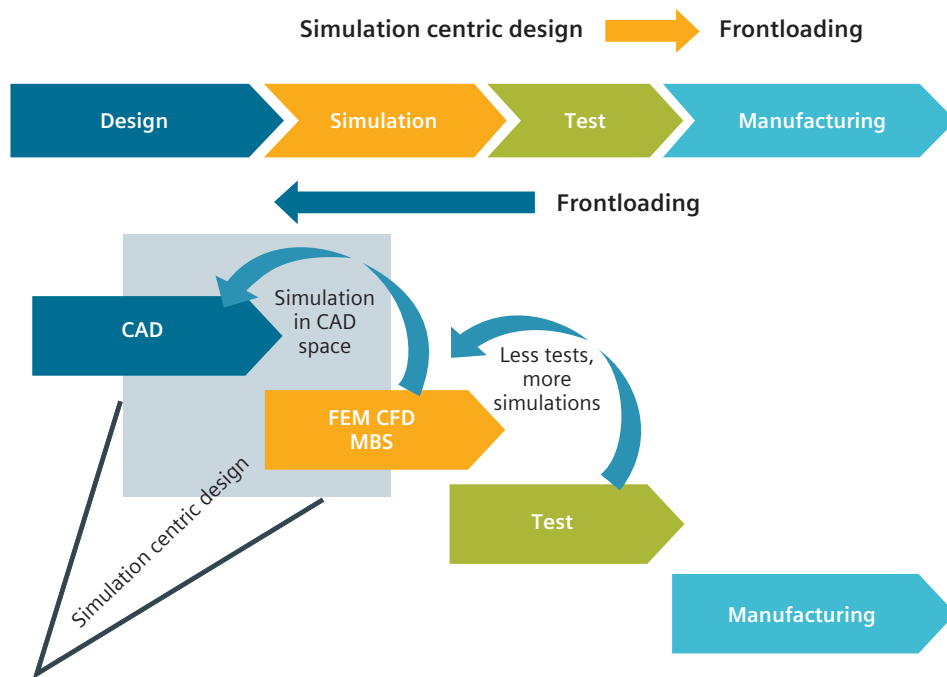 Simulation centric design Frontloading
Design Simulation Test Manufacturing
Frontloading
CAD
Simulation
in CAD
space
Less tests,
more
simulations
FEM CFD
MBS
Simulation centric design
Test
Manufacturing